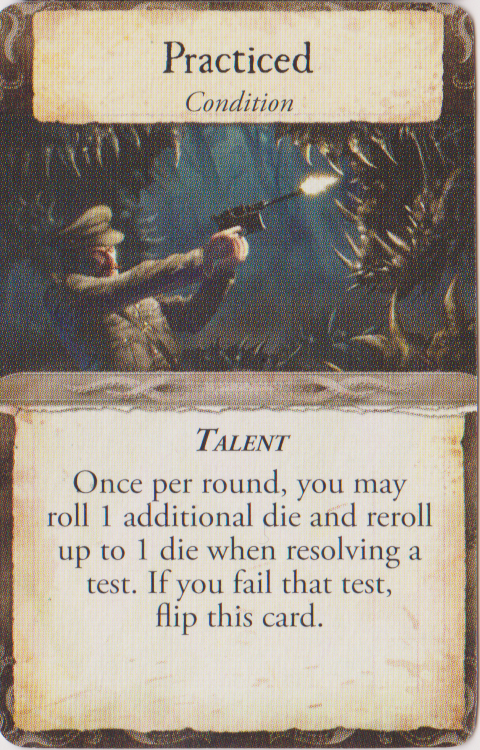 Practiced
Condition
TALENT
Once per round, you may
roll 1 additional die and reroll
up to 1 die when resolving a
test. If you fail that test,
flip this card.